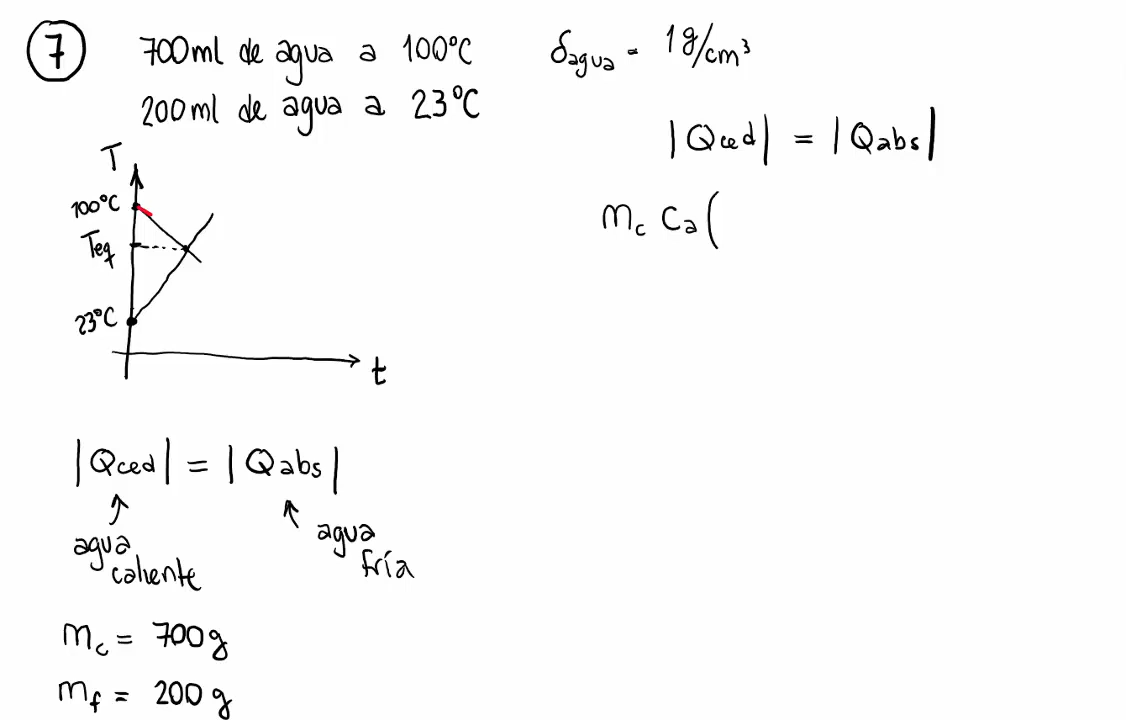 7
700ml de agua a 100°C
200ml de agua a 23°C
δagua = 1g/cm³
|Qced| = |Qabs|
mc Ca(
T
100°C
Teq
23°C
t
|Qced| = |Qabs|
agua caliente
agua fría
mc = 700g
mf = 200g